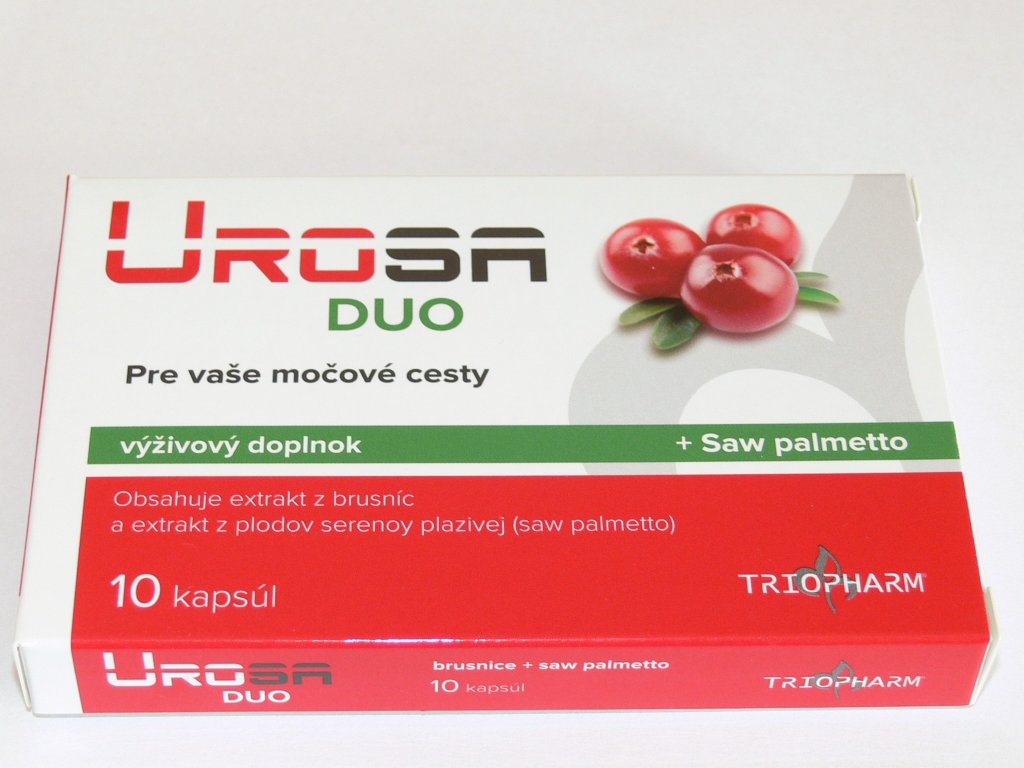 UROSA
DUO
Pre vaše močové cesty
výživový doplnok + Saw palmetto
Obsahuje extrakt z brusníc
a extrakt z plodov serenoy plazivej (saw palmetto)
10 kapsúl
TRIOPHARM
UROSA
DUO
brusnice + saw palmetto
10 kapsúl
TRIOPHARM